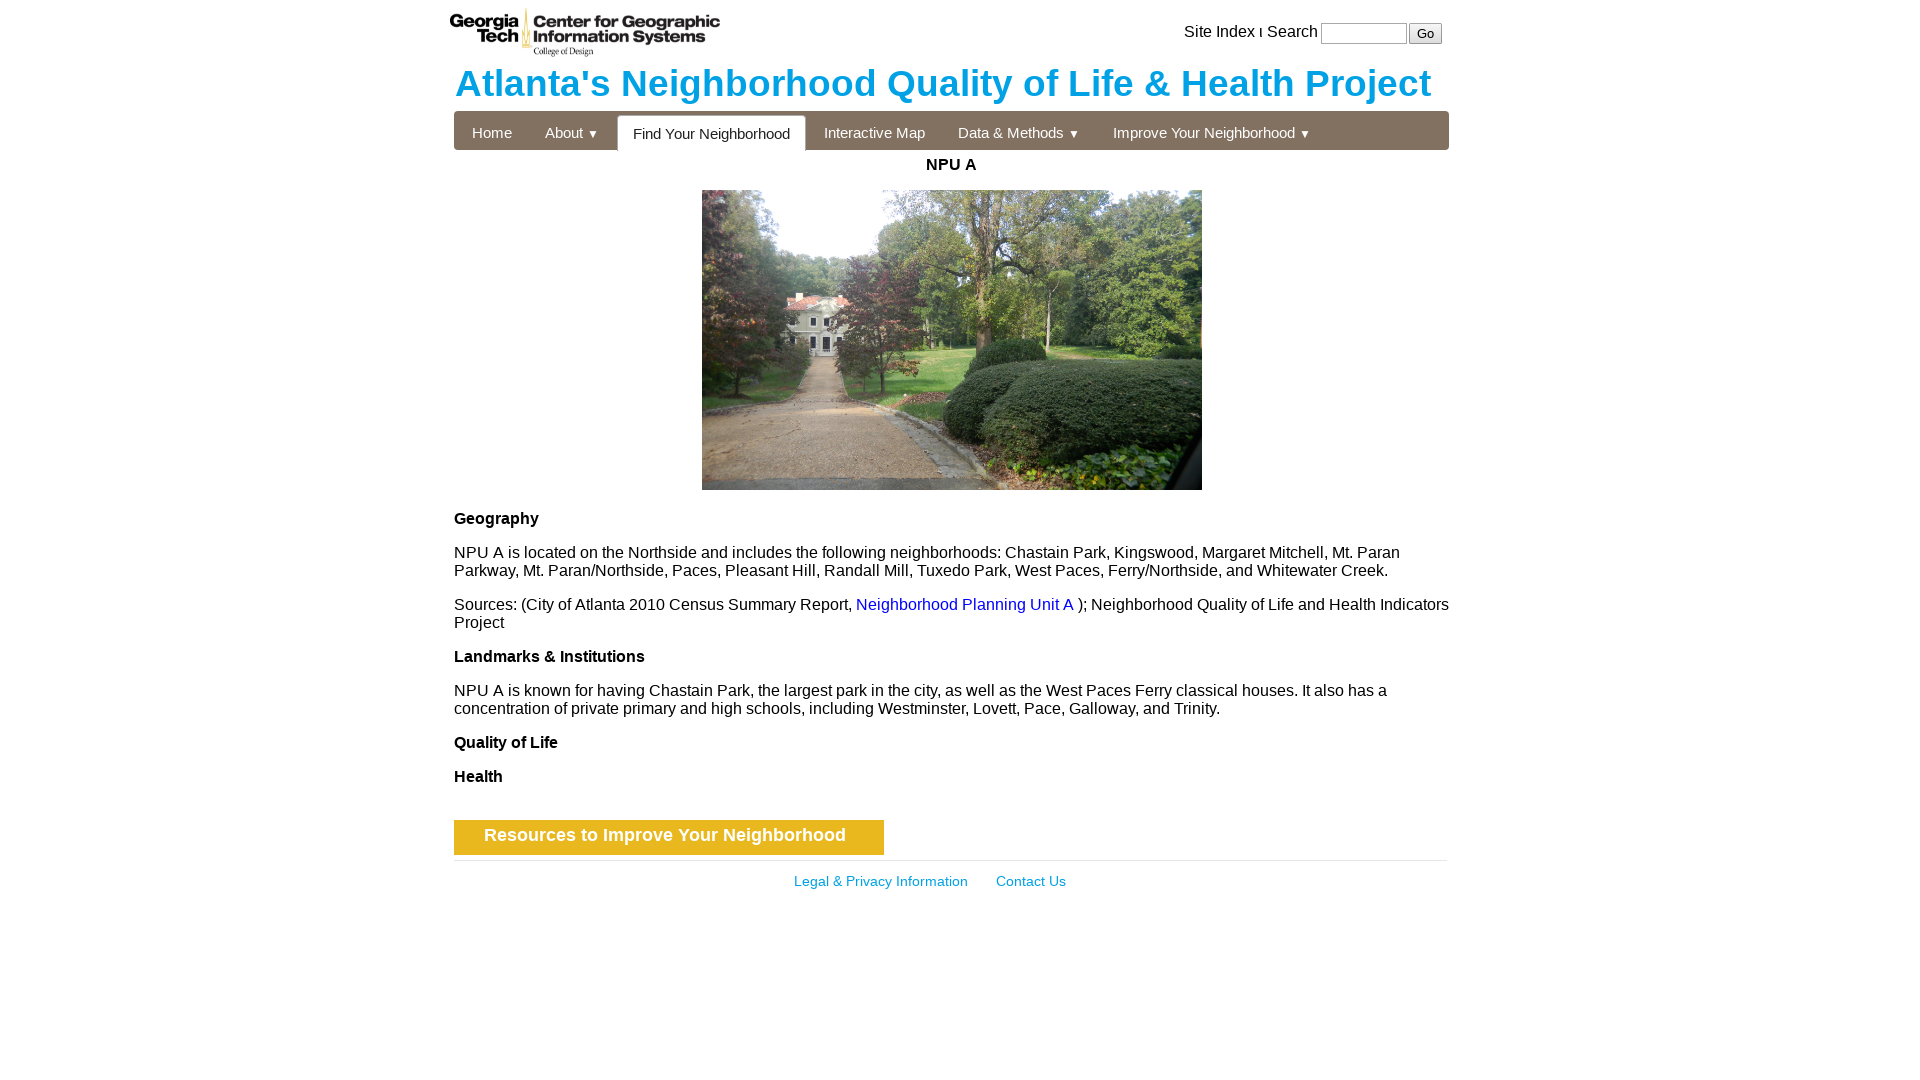 Georgia Tech Center for Geographic Information Systems
College of Design
Site Index ı Search Go
Atlanta's Neighborhood Quality of Life & Health Project
Home About ▼ Find Your Neighborhood Interactive Map Data & Methods ▼ Improve Your Neighborhood ▼
NPU A
Geography
NPU A is located on the Northside and includes the following neighborhoods: Chastain Park, Kingswood, Margaret Mitchell, Mt. Paran
Parkway, Mt. Paran/Northside, Paces, Pleasant Hill, Randall Mill, Tuxedo Park, West Paces, Ferry/Northside, and Whitewater Creek.
Sources: (City of Atlanta 2010 Census Summary Report, Neighborhood Planning Unit A ); Neighborhood Quality of Life and Health Indicators
Project
Landmarks & Institutions
NPU A is known for having Chastain Park, the largest park in the city, as well as the West Paces Ferry classical houses. It also has a
concentration of private primary and high schools, including Westminster, Lovett, Pace, Galloway, and Trinity.
Quality of Life
Health
Resources to Improve Your Neighborhood
Legal & Privacy Information Contact Us